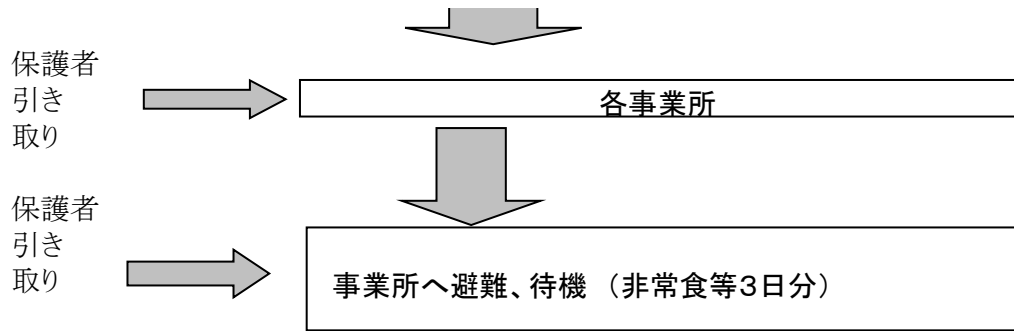 保護者
引き
取り
各事業所
保護者
引き
取り
事業所へ避難、待機 （非常食等３日分）